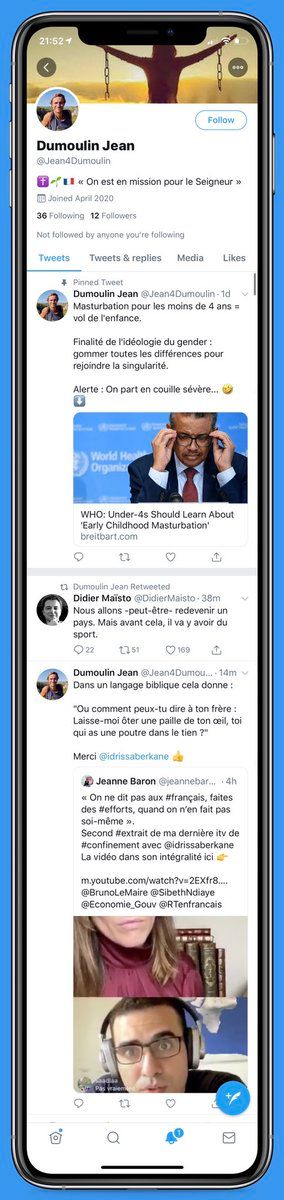 21:52
Follow
Dumoulin Jean
@Jean4Dumoulin
« On est en mission pour le Seigneur »
Joined April 2020
36 Following 12 Followers
Not followed by anyone you're following
Tweets Tweets & replies Media Likes
Pinned Tweet
Dumoulin Jean @Jean4Dumoulin · 1d
Masturbation pour les moins de 4 ans =
vol de l'enfance.
Finalité de l'idéologie du gender :
gommer toutes les différences pour
rejoindre la singularité.
Alerte : On part en couille sévère...
World Health
Organiz
WHO: Under-4s Should Learn About
'Early Childhood Masturbation'
breitbart.com
Dumoulin Jean Retweeted
Didier Maïsto @DidierMaisto · 38m
Nous allons -peut-être- redevenir un
pays. Mais avant cela, il va y avoir du
sport.
22 51 169
Dumoulin Jean @Jean4Dumou... · 14m
Dans un langage biblique cela donne :
"Ou comment peux-tu dire à ton frère :
Laisse-moi ôter une paille de ton œil, toi
qui as une poutre dans le tien ?"
Merci @idrissaberkane
Jeanne Baron @jeannebar... · 4h
« On ne dit pas aux #français, faites
des #efforts, quand on n'en fait pas
soi-même ».
Second #extrait de ma dernière itv de
#confinement avec @idrissaberkane
La vidéo dans son intégralité ici
m.youtube.com/watch?v=2EXfr8....
@BrunoLeMaire @SibethNdiaye
@Economie_Gouv @RTenfrancais
saadiaa
Pas vraiment
1